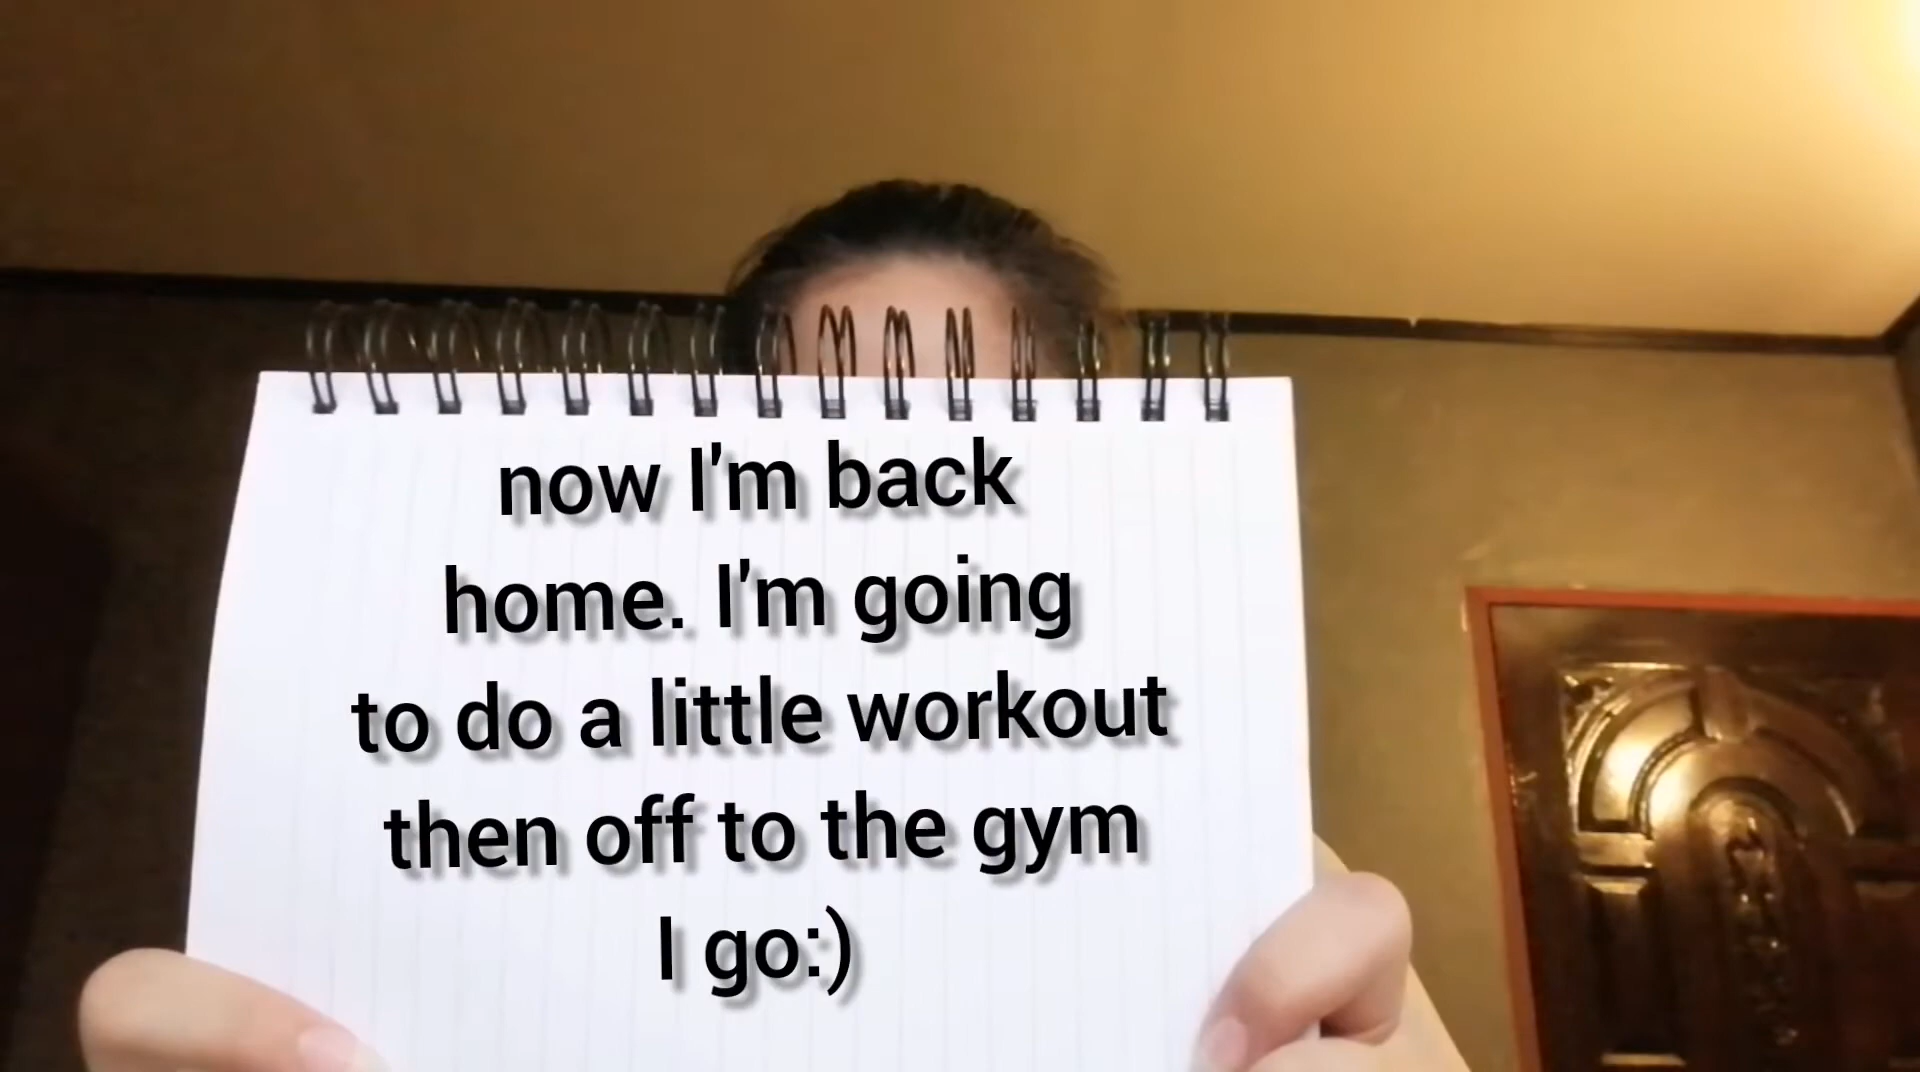 now I'm back
home. I'm going
to do a little workout
then off to the gym
I go:)